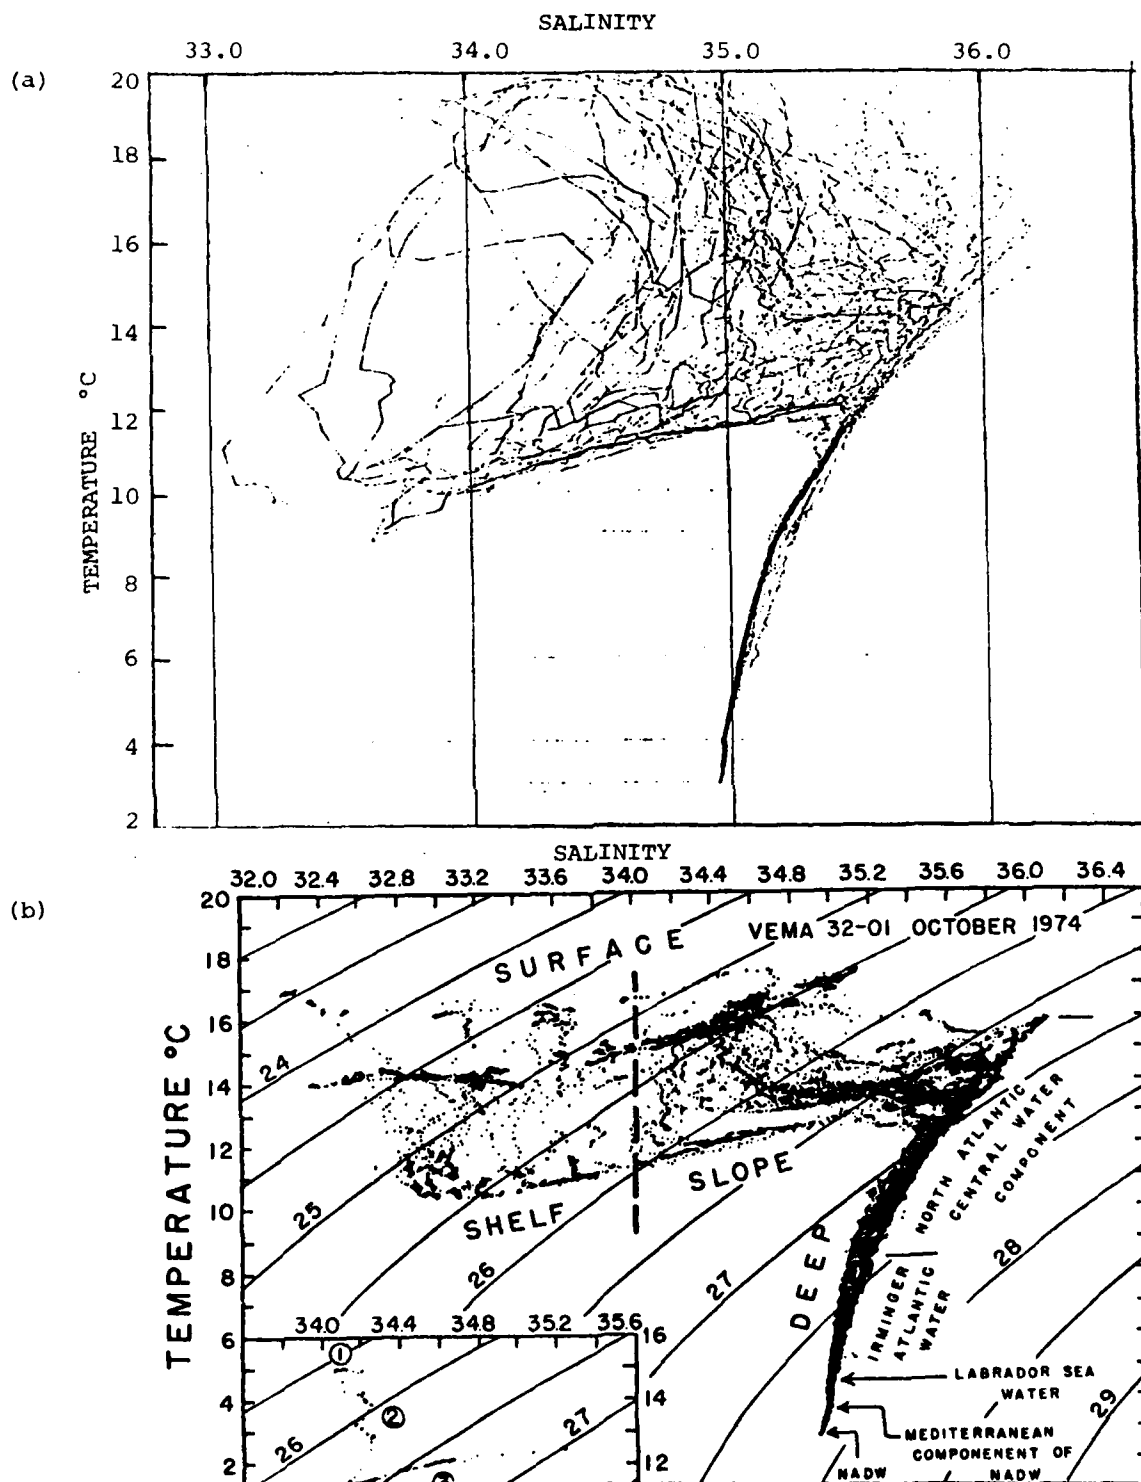 SALINITY
33.0 34.0 35.0 36.0
(a)
20
18
16
14
12
10
8
6
4
2
TEMPERATURE °C
SALINITY
32.0 32.4 32.8 33.2 33.6 34.0 34.4 34.8 35.2 35.6 36.0 36.4
(b)
20
18
16
14
12
10
8
6
4
2
TEMPERATURE °C
VEMA 32-01 OCTOBER 1974
SURFACE
24
25
26
27
28
29
SHELF
SLOPE
DEEP
NORTH ATLANTIC
CENTRAL WATER
COMPONENT
IRMINGER
ATLANTIC
WATER
LABRADOR SEA
WATER
MEDITERRANEAN
COMPONENENT OF
NADW
NADW
34.0 34.4 34.8 35.2 35.6
16
14
12
1
2
26
27